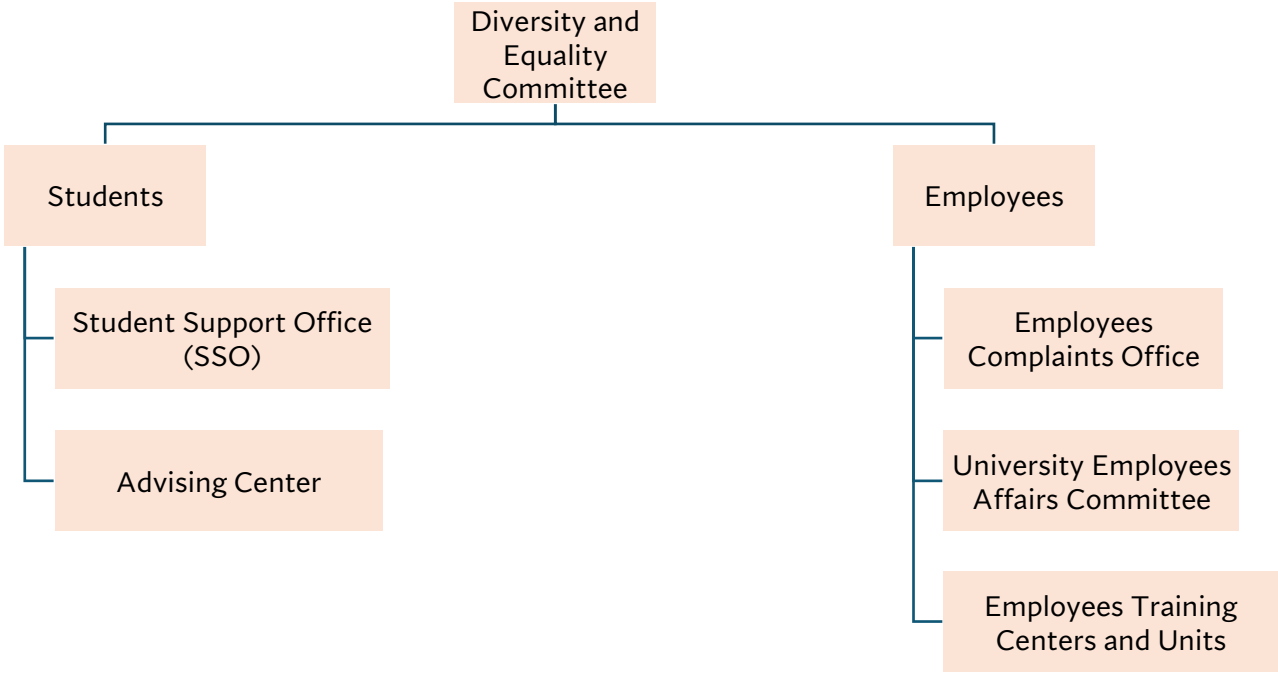 Diversity and
Equality
Committee
Students
Employees
Student Support Office
(SSO)
Employees
Complaints Office
Advising Center
University Employees
Affairs Committee
Employees Training
Centers and Units